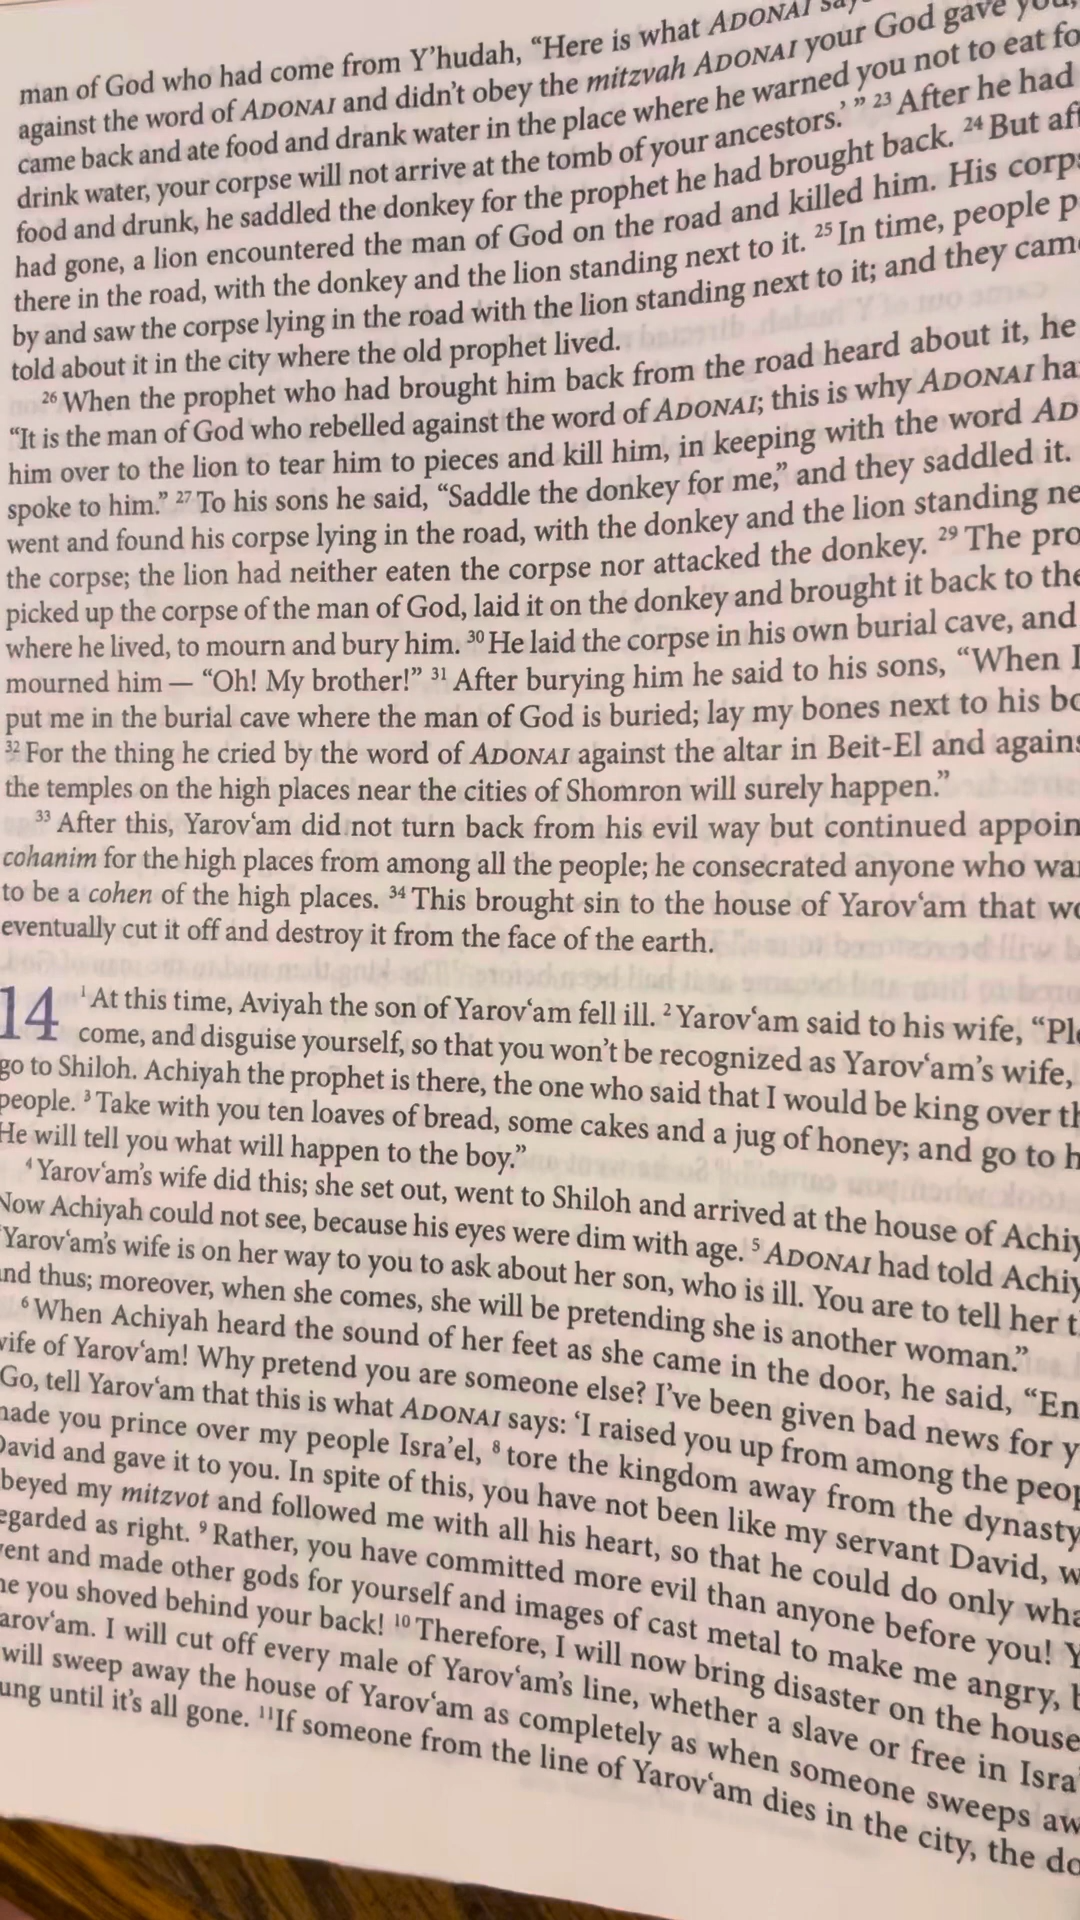 man of God who had come from Y’hudah, “Here is what ADONAI
against the word of ADONAI and didn’t obey the mitzvah ADONAI your God gave you,
came back and ate food and drank water in the place where he warned you not to eat
drink water, your corpse will not arrive at the tomb of your ancestors.’ ” 23 After he had
food and drunk, he saddled the donkey for the prophet he had brought back. 24 But
had gone, a lion encountered the man of God on the road and killed him. His
there in the road, with the donkey and the lion standing next to it. 25 In time, people
by and saw the corpse lying in the road with the lion standing next to it; and they
told about it in the city where the old prophet lived.
26 When the prophet who had brought him back from the road heard about it, he
“It is the man of God who rebelled against the word of ADONAI; this is why ADONAI
him over to the lion to tear him to pieces and kill him, in keeping with the word
spoke to him.” 27 To his sons he said, “Saddle the donkey for me,” and they saddled it.
went and found his corpse lying in the road, with the donkey and the lion standing
the corpse; the lion had neither eaten the corpse nor attacked the donkey. 29 The
picked up the corpse of the man of God, laid it on the donkey and brought it back to
where he lived, to mourn and bury him. 30 He laid the corpse in his own burial cave, and
mourned him — “Oh! My brother!” 31 After burying him he said to his sons, “When I
put me in the burial cave where the man of God is buried; lay my bones next to his
32 For the thing he cried by the word of ADONAI against the altar in Beit-El and
the temples on the high places near the cities of Shomron will surely happen.”
33 After this, Yarov‘am did not turn back from his evil way but continued
cohanim for the high places from among all the people; he consecrated anyone who
to be a cohen of the high places. 34 This brought sin to the house of Yarov‘am that
eventually cut it off and destroy it from the face of the earth.
14 1 At this time, Aviyah the son of Yarov‘am fell ill. 2 Yarov‘am said to his wife,
come, and disguise yourself, so that you won’t be recognized as Yarov‘am’s wife,
go to Shiloh. Achiyah the prophet is there, the one who said that I would be king over
people. 3 Take with you ten loaves of bread, some cakes and a jug of honey; and go to
He will tell you what will happen to the boy.”
4 Yarov‘am’s wife did this; she set out, went to Shiloh and arrived at the house of
Now Achiyah could not see, because his eyes were dim with age. 5 ADONAI had told
Yarov‘am’s wife is on her way to you to ask about her son, who is ill. You are to tell her
and thus; moreover, when she comes, she will be pretending she is another woman.”
6 When Achiyah heard the sound of her feet as she came in the door, he said,
wife of Yarov‘am! Why pretend you are someone else? I’ve been given bad news for
Go, tell Yarov‘am that this is what ADONAI says: ‘I raised you up from among the
made you prince over my people Isra’el, 8 tore the kingdom away from the dynasty
David and gave it to you. In spite of this, you have not been like my servant David,
obeyed my mitzvot and followed me with all his heart, so that he could do only
regarded as right. 9 Rather, you have committed more evil than anyone before you!
went and made other gods for yourself and images of cast metal to make me angry,
me you shoved behind your back! 10 Therefore, I will now bring disaster on the house
Yarov‘am. I will cut off every male of Yarov‘am’s line, whether a slave or free in
will sweep away the house of Yarov‘am as completely as when someone sweeps
dung until it’s all gone. 11 If someone from the line of Yarov‘am dies in the city, the